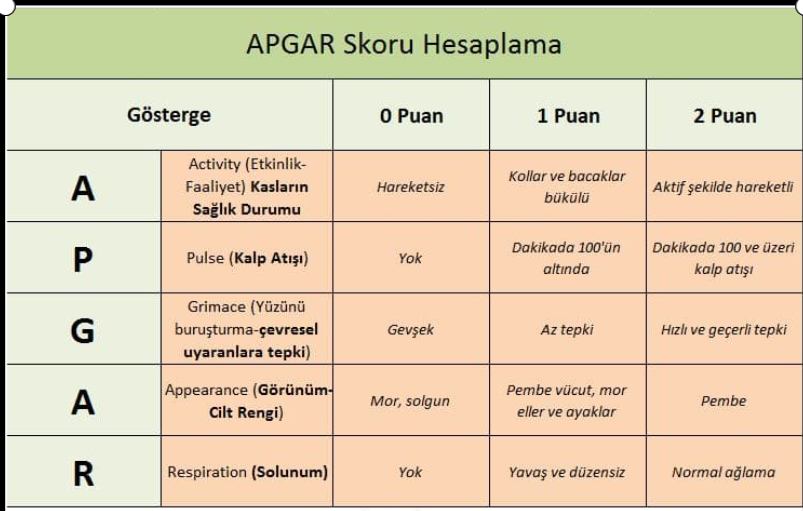 APGAR Skoru Hesaplama
Gösterge
0 Puan
1 Puan
2 Puan
A
Activity (Etkinlik-
Faaliyet) Kasların
Sağlık Durumu
Hareketsiz
Kollar ve bacaklar
bükülü
Aktif şekilde hareketli
P
Pulse (Kalp Atışı)
Yok
Dakikada 100'ün
altında
Dakikada 100 ve üzeri
kalp atışı
G
Grimace (Yüzünü
buruşturma-çevresel
uyaranlara tepki)
Gevşek
Az tepki
Hızlı ve geçerli tepki
A
Appearance (Görünüm-
Cilt Rengi)
Mor, solgun
Pembe vücut, mor
eller ve ayaklar
Pembe
R
Respiration (Solunum)
Yok
Yavaş ve düzensiz
Normal ağlama